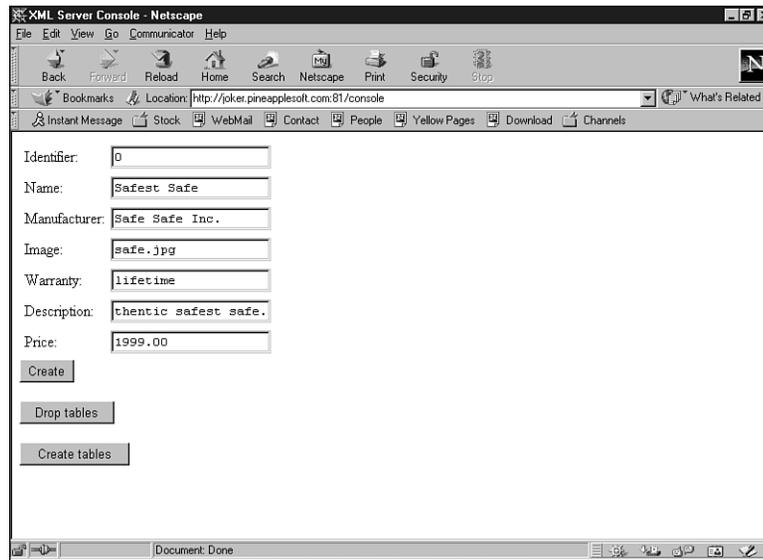 XML Server Console - Netscape
File Edit View Go Communicator Help
Back Forward Reload Home Search Netscape Print Security Stop
My
N
Bookmarks Location: http://joker.pineapplesoft.com:81/console What's Related
Instant Message Stock WebMail Contact People Yellow Pages Download Channels
Identifier: 0
Name: Safest Safe
Manufacturer: Safe Safe Inc.
Image: safe.jpg
Warranty: lifetime
Description: thentic safest safe.
Price: 1999.00
Create
Drop tables
Create tables
Document: Done